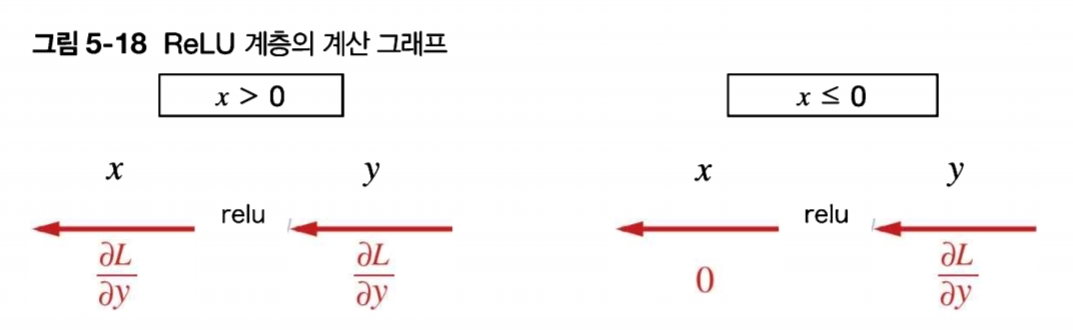 그림 5-18 ReLU 계층의 계산 그래프
x > 0
x ≤ 0
x y x y
relu relu
∂L/∂y ∂L/∂y 0 ∂L/∂y